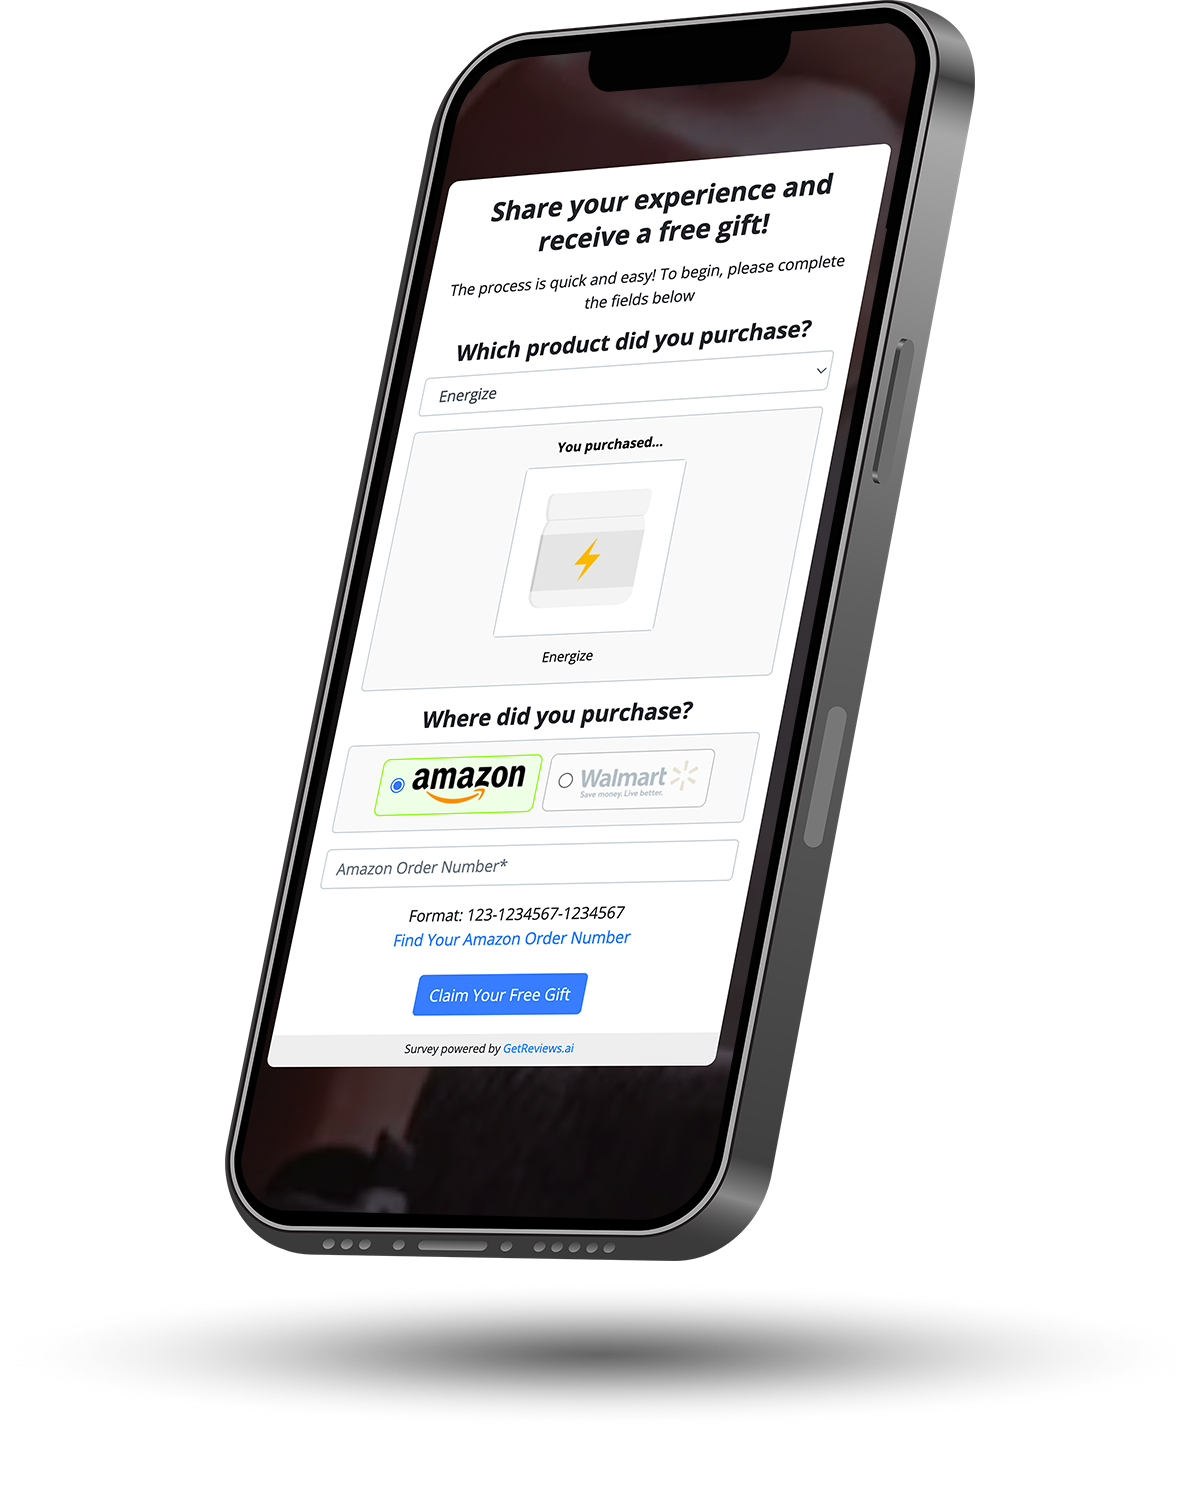 Share your experience and
receive a free gift!
The process is quick and easy! To begin, please complete
the fields below
Which product did you purchase?
Energize
You purchased...
Energize
Where did you purchase?
amazon
Walmart
Save money. Live better.
Amazon Order Number*
Format: 123-1234567-1234567
Find Your Amazon Order Number
Claim Your Free Gift
Survey powered by GetReviews.ai